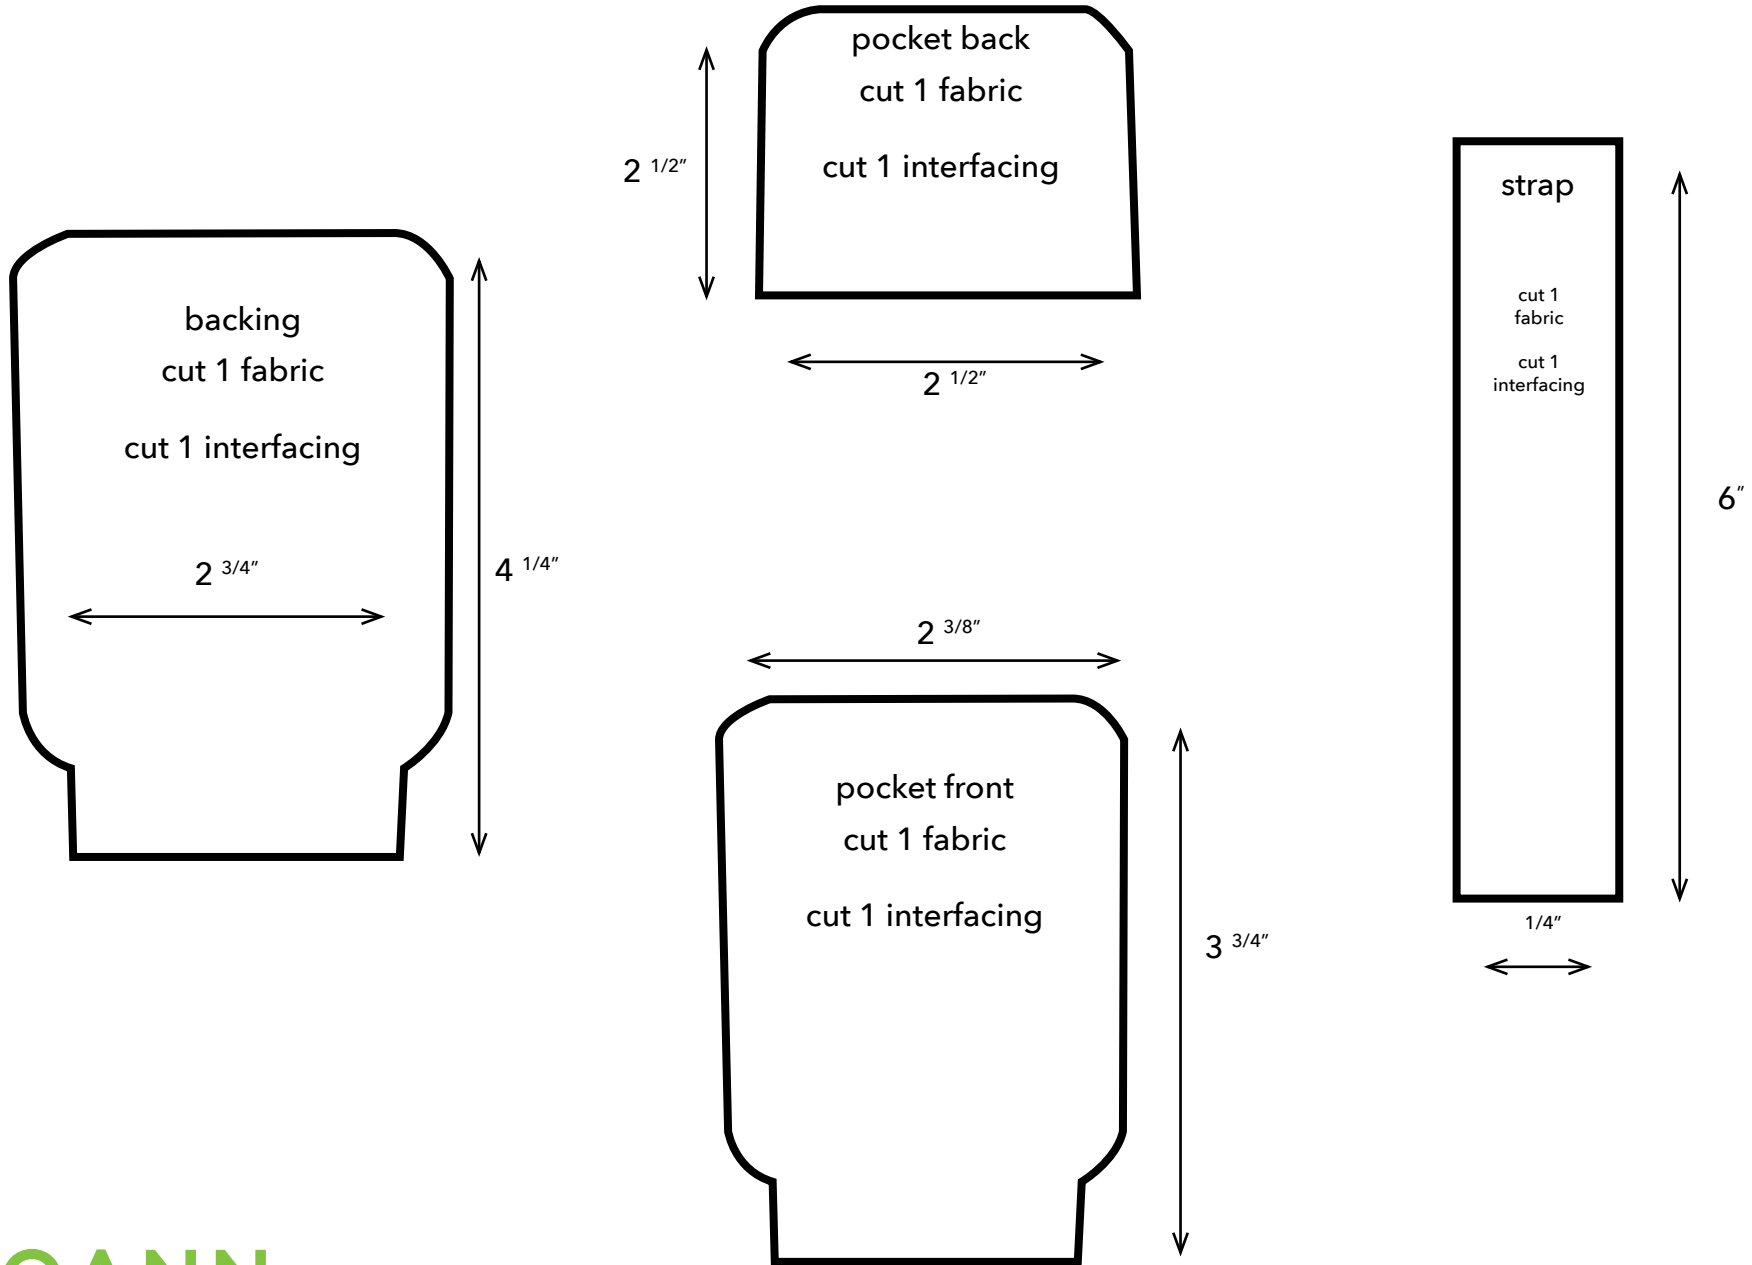 pocket back
cut 1 fabric
cut 1 interfacing
2 1/2"
2 1/2"
strap
cut 1
fabric
cut 1
interfacing
6"
1/4"
backing
cut 1 fabric
cut 1 interfacing
2 3/4"
4 1/4"
2 3/8"
pocket front
cut 1 fabric
cut 1 interfacing
3 3/4"
OANN